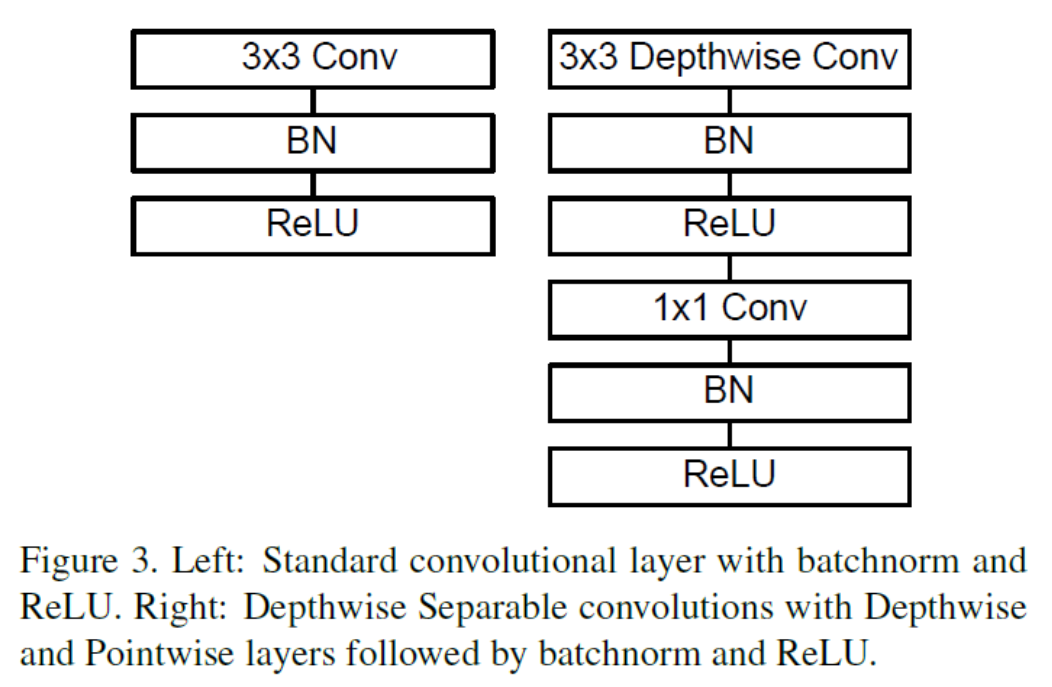 3x3 Conv
BN
ReLU
3x3 Depthwise Conv
BN
ReLU
1x1 Conv
BN
ReLU
Figure 3. Left: Standard convolutional layer with batchnorm and
ReLU. Right: Depthwise Separable convolutions with Depthwise
and Pointwise layers followed by batchnorm and ReLU.